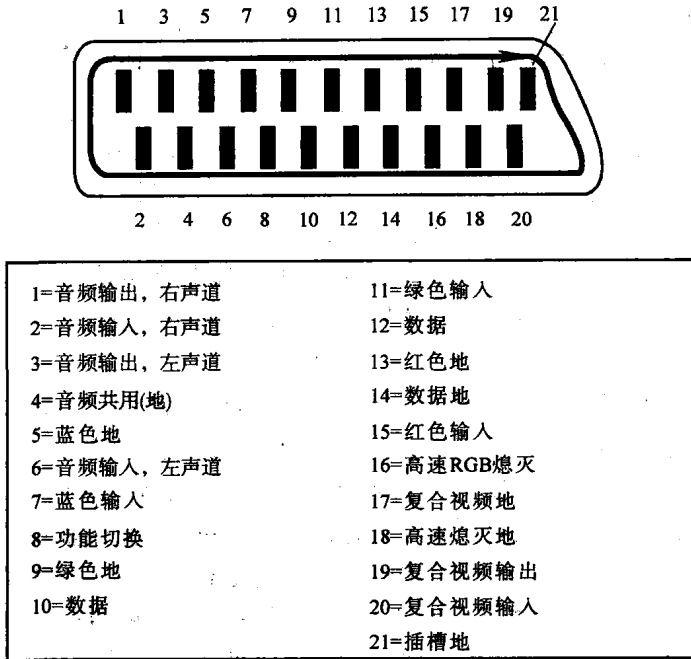 1 3 5 7 9 11 13 15 17 19 21
2 4 6 8 10 12 14 16 18 20
1=音频输出，右声道
2=音频输入，右声道
3=音频输出，左声道
4=音频共用(地)
5=蓝色地
6=音频输入，左声道
7=蓝色输入
8=功能切换
9=绿色地
10=数据
11=绿色输入
12=数据
13=红色地
14=数据地
15=红色输入
16=高速RGB熄灭
17=复合视频地
18=高速熄灭地
19=复合视频输出
20=复合视频输入
21=插槽地